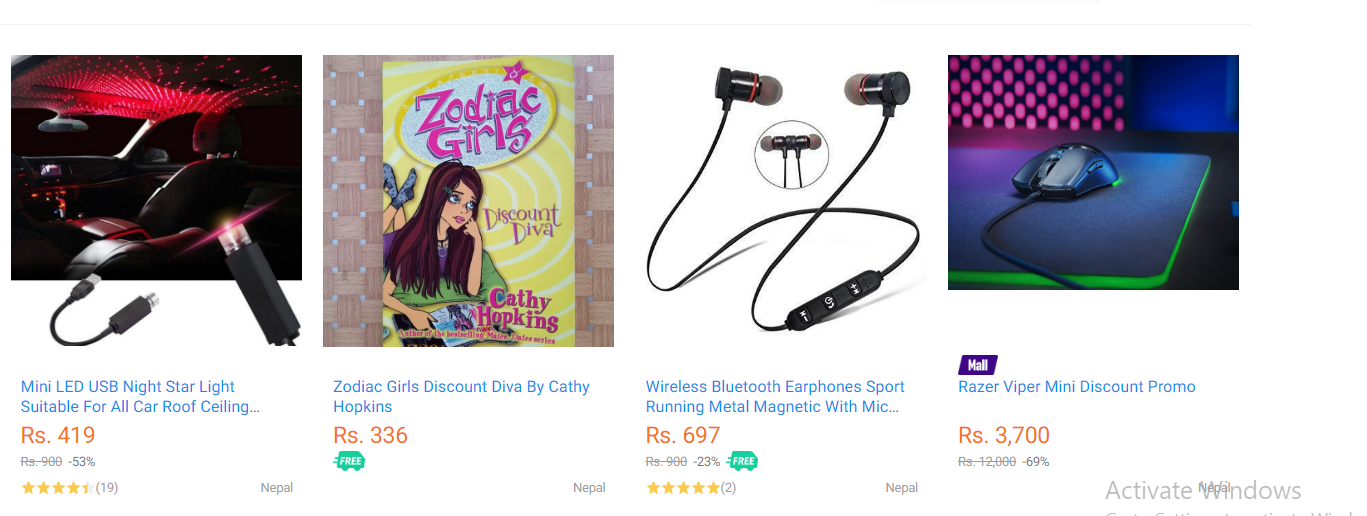 Zodiac
Girls
Discount
Diva
Cathy
Hopkins
Author of the bestselling Mates, Dates series
Mall
Mini LED USB Night Star Light
Suitable For All Car Roof Ceiling...
Rs. 419
Rs. 900 -53%
(19)
Nepal
Zodiac Girls Discount Diva By Cathy
Hopkins
Rs. 336
FREE
Nepal
Wireless Bluetooth Earphones Sport
Running Metal Magnetic With Mic...
Rs. 697
Rs. 900 -23% FREE
(2)
Nepal
Razer Viper Mini Discount Promo
Rs. 3,700
Rs. 12,000 -69%
Nepal
Activate Windows